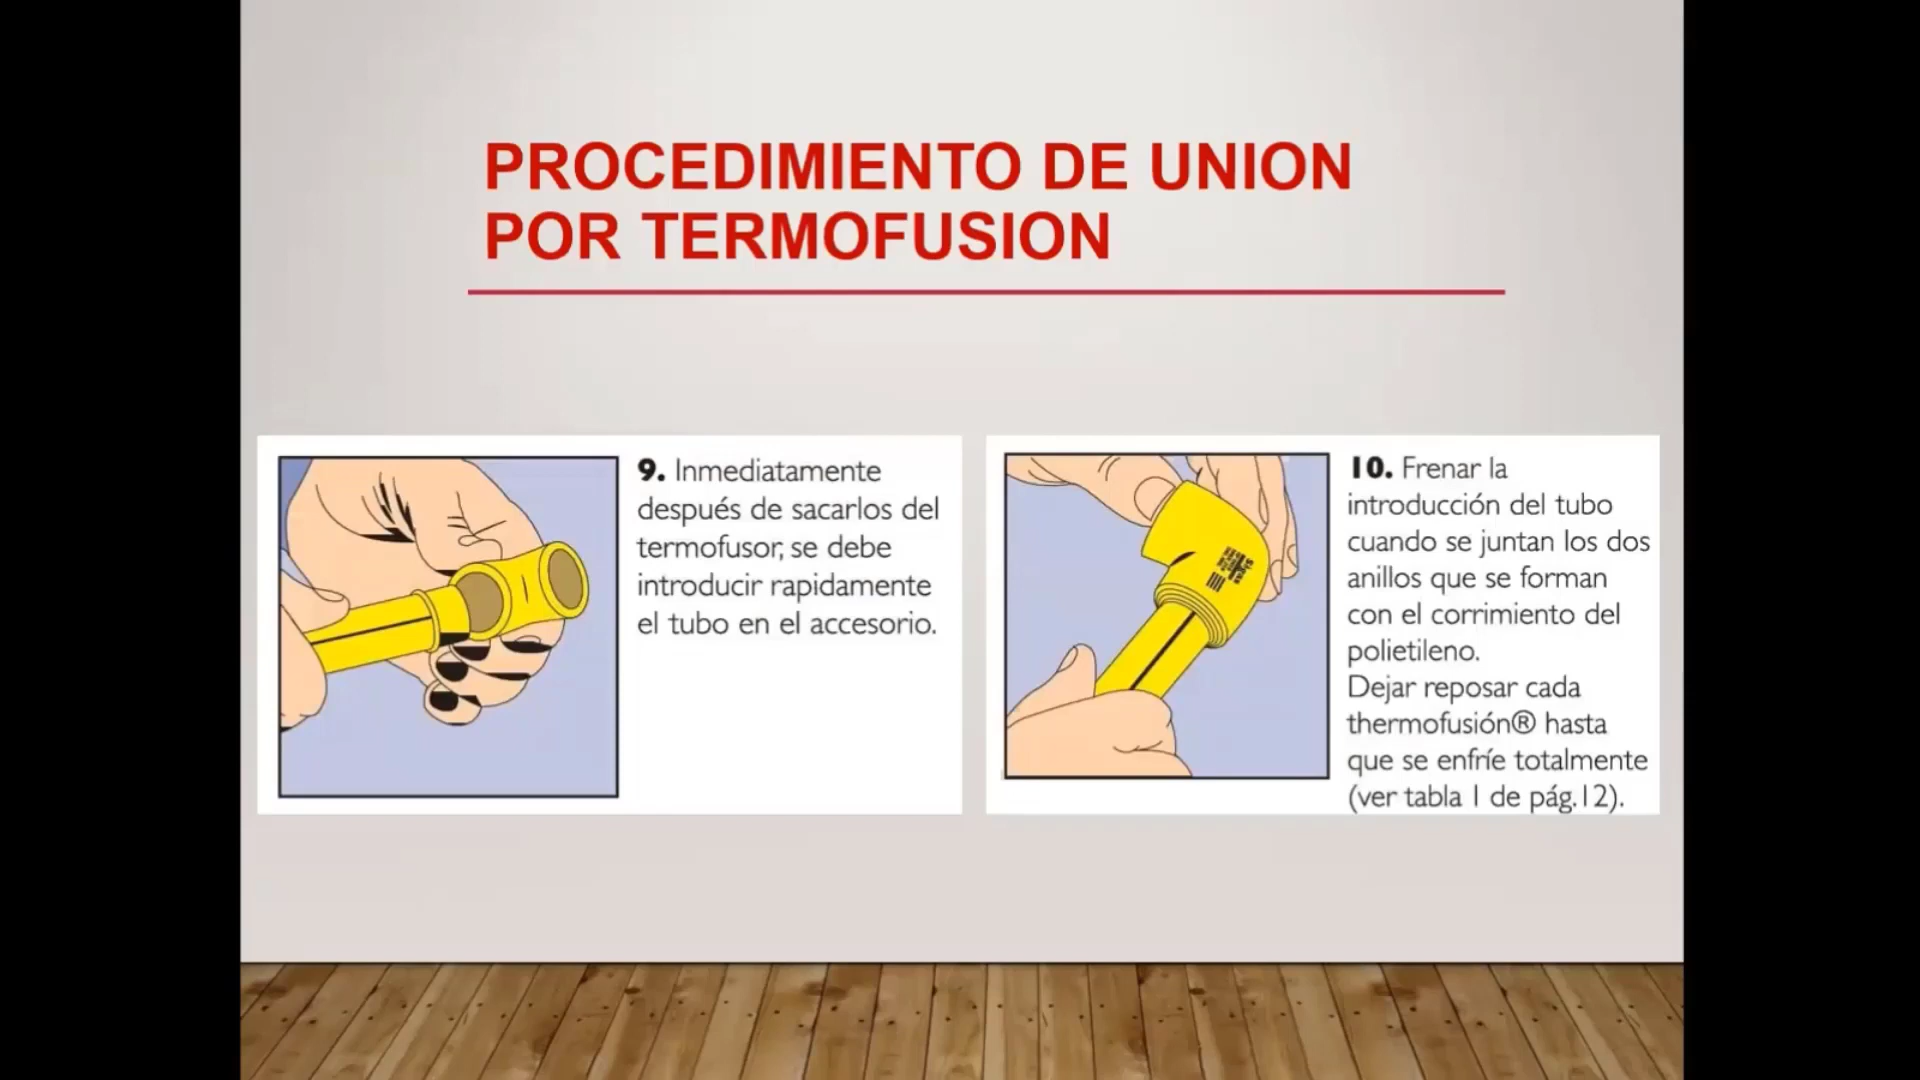 PROCEDIMIENTO DE UNION
POR TERMOFUSION
9. Inmediatamente
después de sacarlos del
termofusor, se debe
introducir rapidamente
el tubo en el accesorio.
10. Frenar la
introducción del tubo
cuando se juntan los dos
anillos que se forman
con el corrimiento del
polietileno.
Dejar reposar cada
thermofusión® hasta
que se enfríe totalmente
(ver tabla 1 de pág.12).